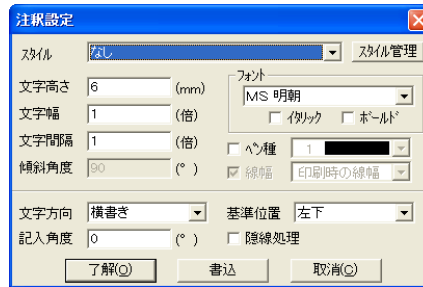 注釈設定
スタイル なし スタイル管理
文字高さ 6 (mm)
文字幅 1 (倍)
文字間隔 1 (倍)
傾斜角度 90 (°)
フォント
MS 明朝
イタリック ボールド
ペン種 1
線幅 印刷時の線幅
文字方向 横書き 基準位置 左下
記入角度 0 (°) 隠線処理
了解(O) 書込 取消(C)